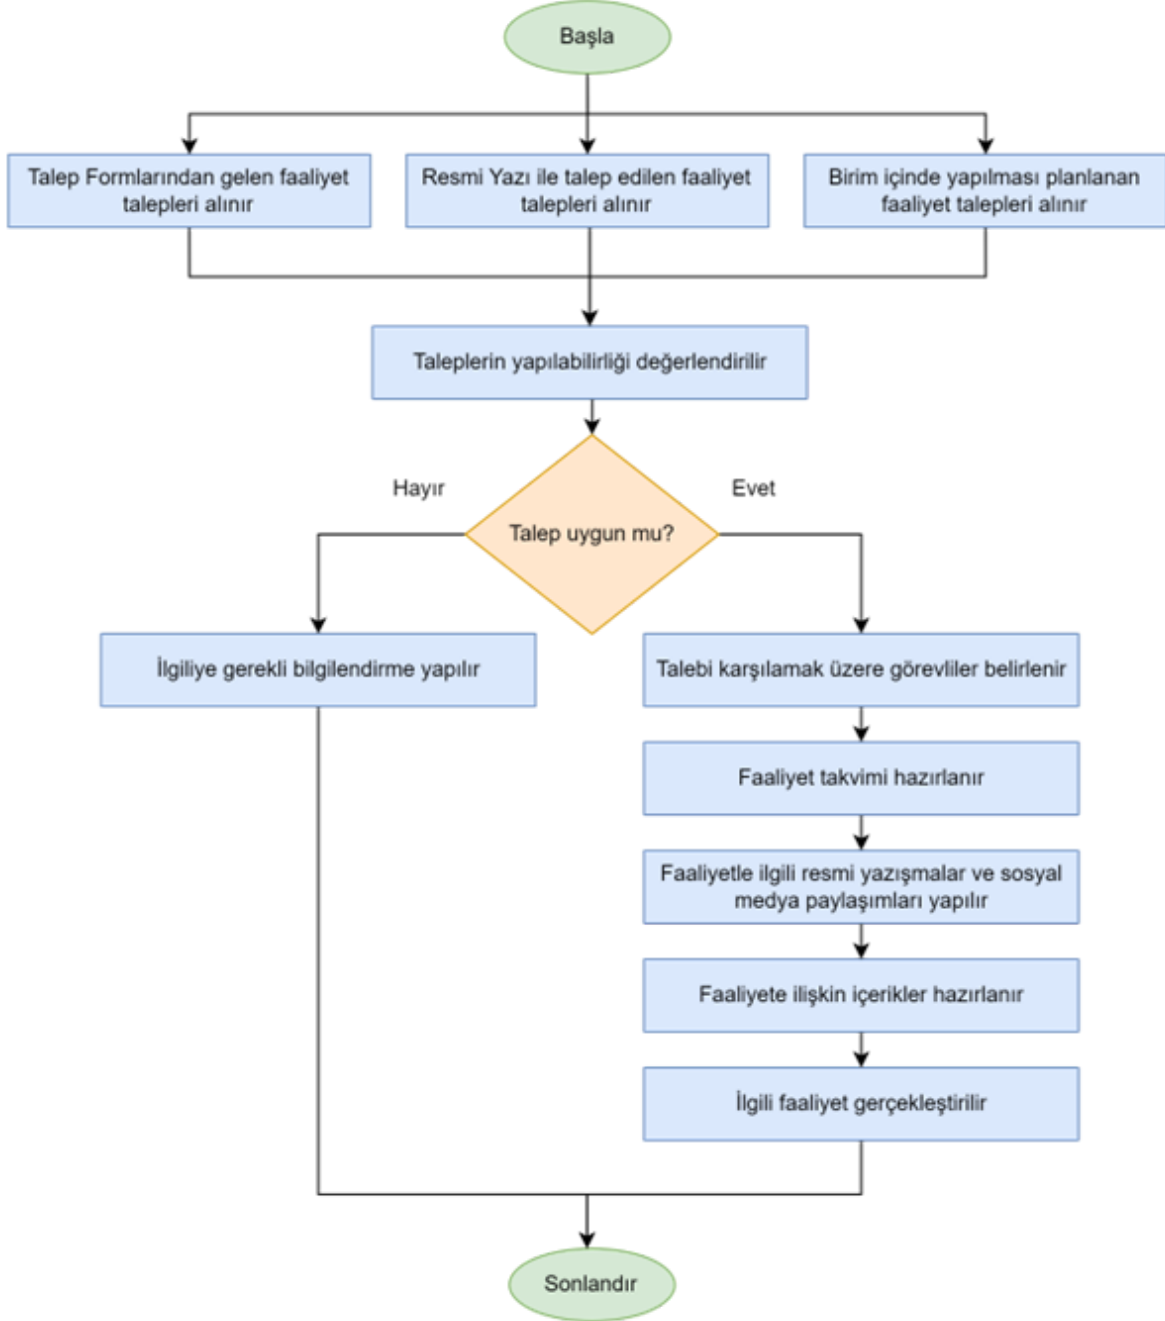 Başla
Talep Formlarından gelen faaliyet
talepleri alınır
Resmi Yazı ile talep edilen faaliyet
talepleri alınır
Birim içinde yapılması planlanan
faaliyet talepleri alınır
Taleplerin yapılabilirliği değerlendirilir
Hayır
Evet
Talep uygun mu?
İlgiliye gerekli bilgilendirme yapılır
Talebi karşılamak üzere görevliler belirlenir
Faaliyet takvimi hazırlanır
Faaliyetle ilgili resmi yazışmalar ve sosyal
medya paylaşımları yapılır
Faaliyete ilişkin içerikler hazırlanır
İlgili faaliyet gerçekleştirilir
Sonlandır